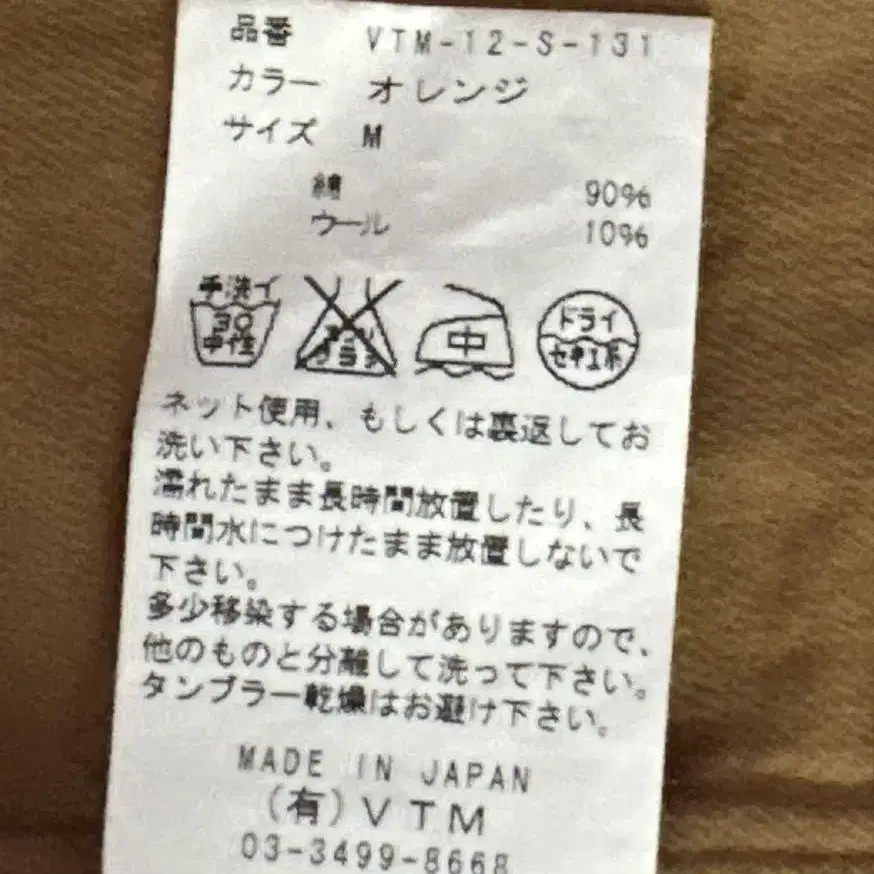 品番 VTM-12-S-131
カラー オレンジ
サイズ M
綿 90%
ウール 10%
手洗イ
30
中性
エンソ
サラシ
中
ドライ
セキユ系
ネット使用、もしくは裏返してお
洗い下さい。
濡れたまま長時間放置したり、長
時間水につけたまま放置しないで
下さい。
多少移染する場合がありますので、
他のものと分離して洗って下さい。
タンブラー乾燥はお避け下さい。
MADE IN JAPAN
(有)VTM
03-3499-8668